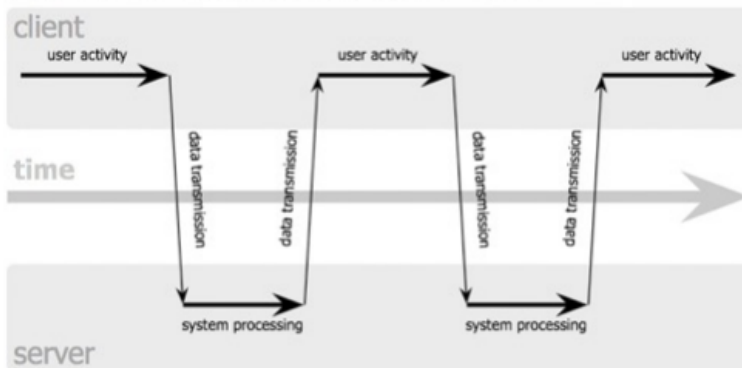 client
user activity
user activity
user activity
data transmission
data transmission
data transmission
data transmission
time
system processing
system processing
server